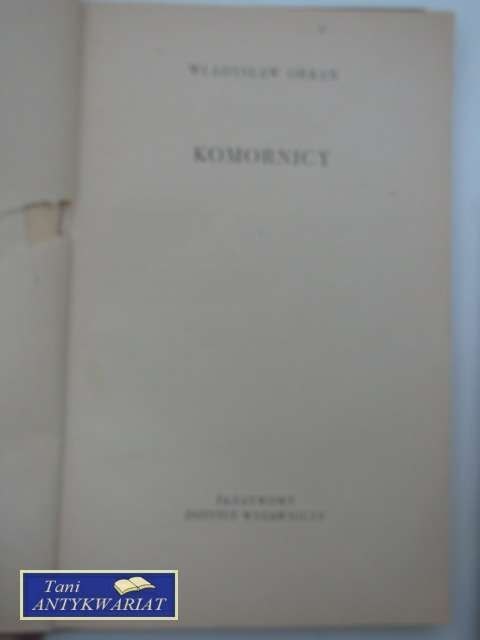 WŁADYSŁAW ORKAN
KOMORNICY
PAŃSTWOWY
INSTYTUT WYDAWNICZY
Tani
ANTYKWARIAT